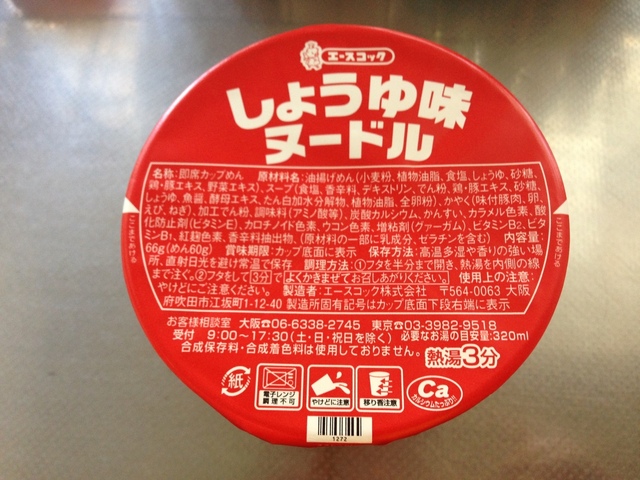 エースコック
しょうゆ味
ヌードル
名称:即席カップめん 原材料名:油揚げめん(小麦粉、植物油脂、食塩、しょうゆ、砂糖、
鶏・豚エキス、野菜エキス)、スープ(食塩、香辛料、デキストリン、でん粉、鶏・豚エキス、砂糖、
しょうゆ、魚醤、酵母エキス、たん白加水分解物、植物油脂、全卵粉)、かやく(味付豚肉、卵、
えび、ねぎ)、加工でん粉、調味料(アミノ酸等)、炭酸カルシウム、かんすい、カラメル色素、酸
化防止剤(ビタミンE)、カロチノイド色素、ウコン色素、増粘剤(グァーガム)、ビタミンB₂、ビタ
ミンB₁、紅麹色素、香辛料抽出物、(原材料の一部に乳成分、ゼラチンを含む) 内容量:
66g(めん60g) 賞味期限:カップ底面に表示 保存方法:高温多湿や香りの強い場
所、直射日光を避け常温で保存 調理方法:①フタを半分まで開き、熱湯を内側の線
まで注ぐ。②フタをして3分でよくかきまぜてお召しあがりください。 使用上の注意:
やけどにご注意ください。 製造者:エースコック株式会社 〒564-0063 大阪
府吹田市江坂町1-12-40 製造所固有記号はカップ底面下段右端に表示
ここまであける
ここまであける
お客様相談室 大阪☎06-6338-2745 東京☎03-3982-9518
受付 9:00~17:30(土・日・祝日を除く) 必要なお湯の目安量:320ml
合成保存料・合成着色料は使用しておりません。 熱湯3分
紙
電子レンジ
調理不可
やけどに注意
移り香注意
Ca
カルシウムたっぷり!!
1272